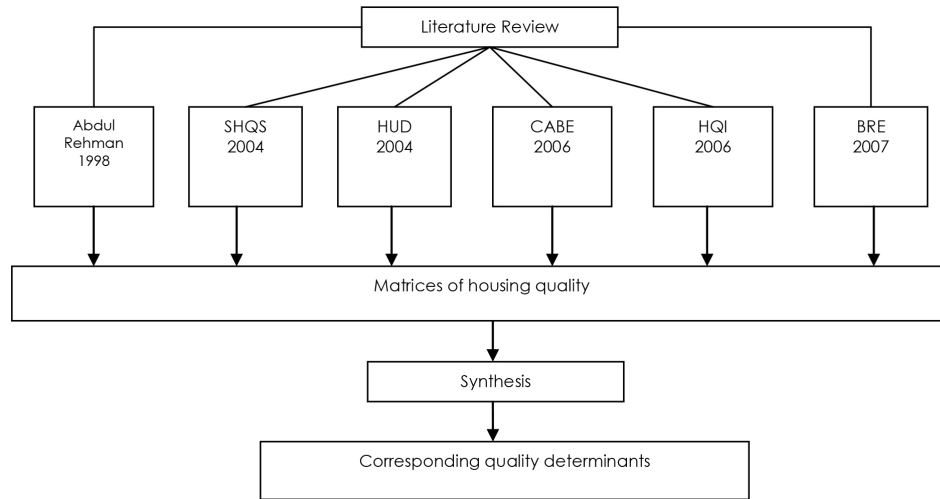 Literature Review
Abdul
Rehman
1998
SHQS
2004
HUD
2004
CABE
2006
HQI
2006
BRE
2007
Matrices of housing quality
Synthesis
Corresponding quality determinants